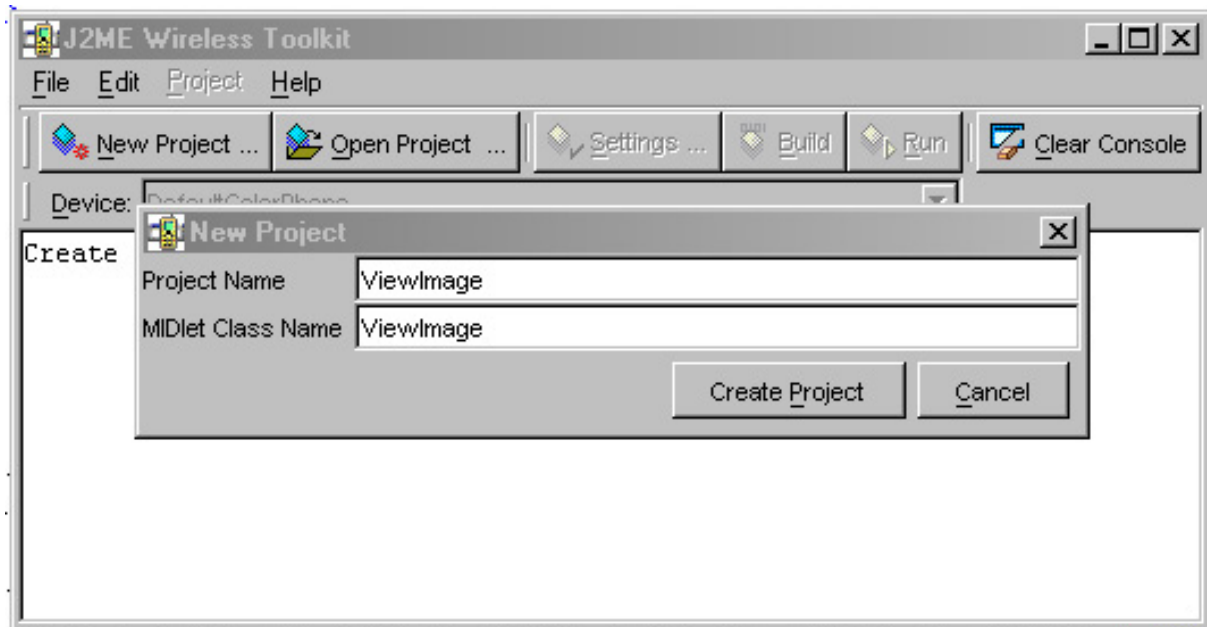 J2ME Wireless Toolkit
File Edit Project Help
New Project ... Open Project ... Settings ... Build Run Clear Console
Device: DefaultColorPhone
New Project
Create
Project Name ViewImage
MIDlet Class Name ViewImage
Create Project Cancel